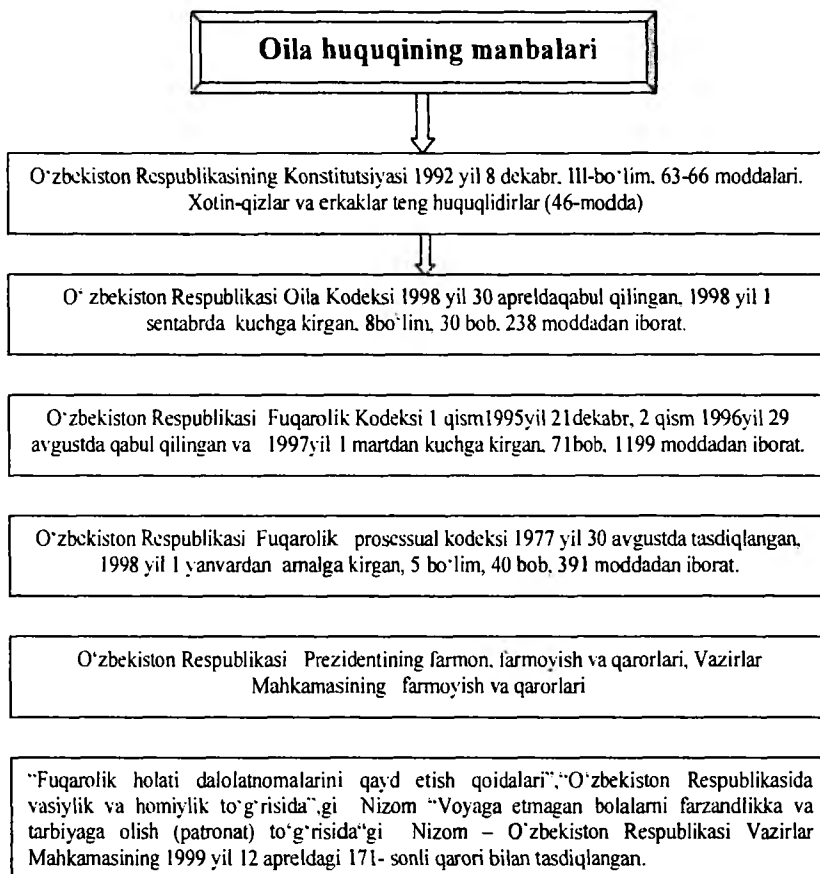 Oila huquqining manbalari
O‘zbekiston Respublikasining Konstitutsiyasi 1992 yil 8 dekabr. III-bo‘lim. 63-66 moddalari.
Xotin-qizlar va erkaklar teng huquqlidirlar (46-modda)
O‘ zbekiston Respublikasi Oila Kodeksi 1998 yil 30 apreldaqabul qilingan. 1998 yil 1
sentabrda kuchga kirgan. 8bo‘lim, 30 bob. 238 moddadan iborat.
O‘zbekiston Respublikasi Fuqarolik Kodeksi 1 qism1995yil 21dekabr, 2 qism 1996yil 29
avgustda qabul qilingan va 1997yil 1 martdan kuchga kirgan. 71bob. 1199 moddadan iborat.
O‘zbekiston Respublikasi Fuqarolik prosessual kodeksi 1977 yil 30 avgustda tasdiqlangan,
1998 yil 1 yanvardan amalga kirgan, 5 bo‘lim, 40 bob, 391 moddadan iborat.
O‘zbekiston Respublikasi Prezidentining farmon. farmoyish va qarorlari, Vazirlar
Mahkamasining farmoyish va qarorlari
“Fuqarolik holati dalolatnomalarini qayd etish qoidalari”,“O‘zbekiston Respublikasida
vasiylik va homiylik to‘g‘risida”,gi Nizom “Voyaga etmagan bolalarni farzandlikka va
tarbiyaga olish (patronat) to‘g‘risida“gi Nizom – O‘zbekiston Respublikasi Vazirlar
Mahkamasining 1999 yil 12 apreldagi 171- sonli qarori bilan tasdiqlangan.